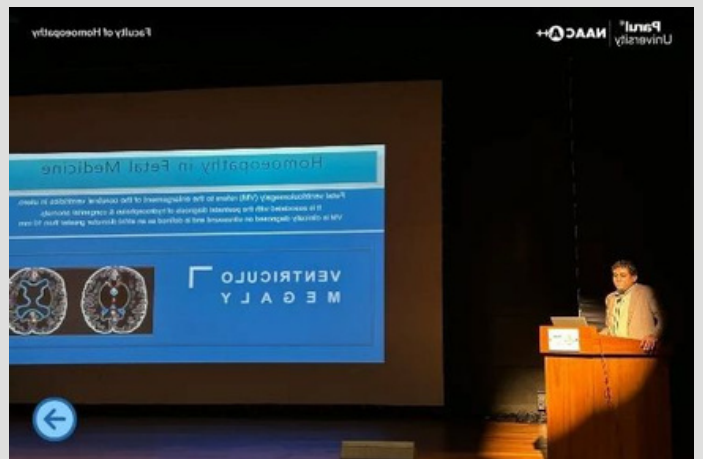 Parul®
University
NAAC A++
Faculty of Homoeopathy
Homoeopathy in Fetal Medicine
Fetal ventriculomegaly (VM) refers to the enlargement of the cerebral ventricles in utero.
It is associated with the postnatal diagnosis of hydrocephalus & congenital anomaly.
VM is clinically diagnosed on ultrasound and is defined as an atrial diameter greater than 10 mm
VENTRICULO
MEGALY